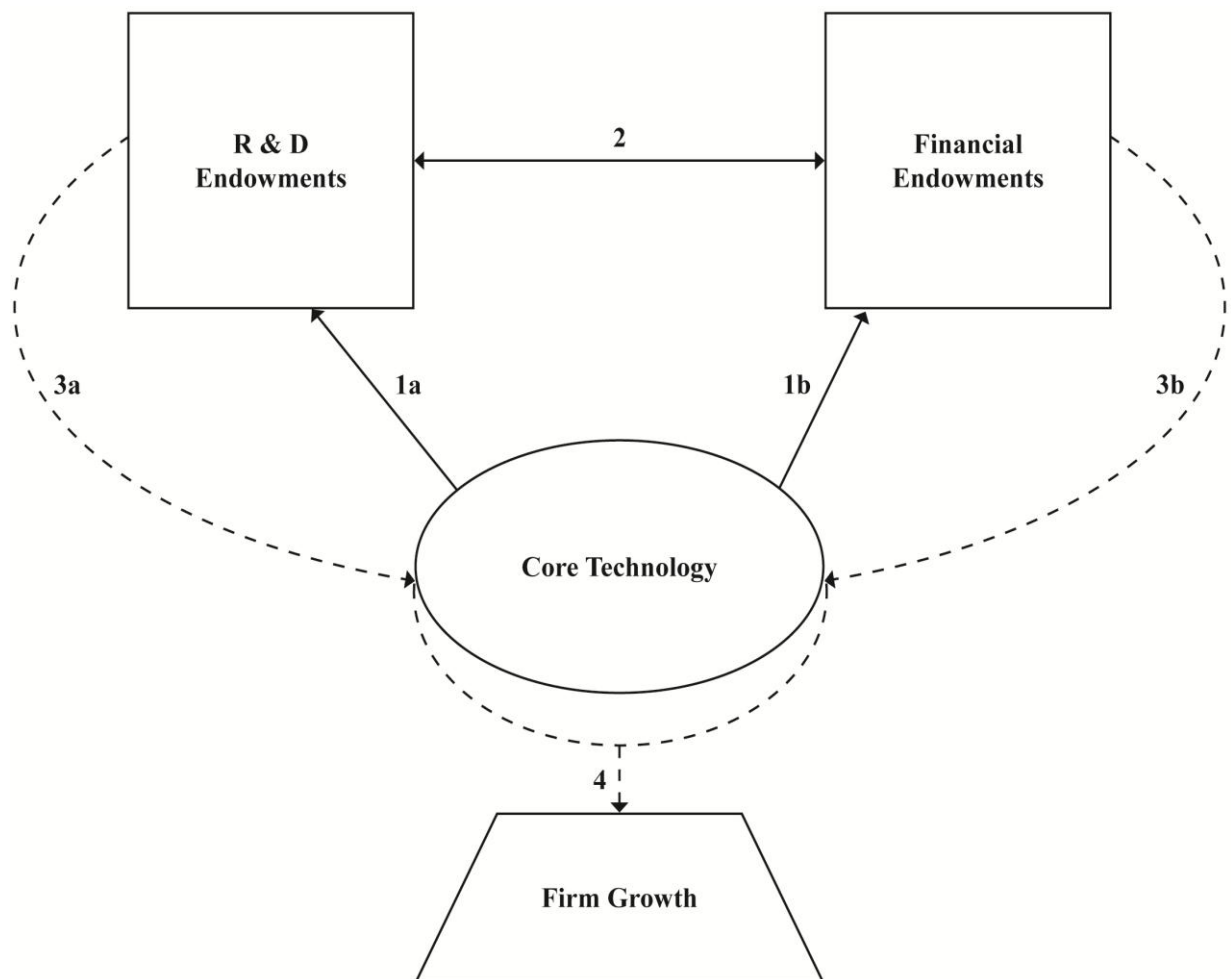 2
R & D
Endowments
Financial
Endowments
3a
1a
1b
3b
Core Technology
4
Firm Growth